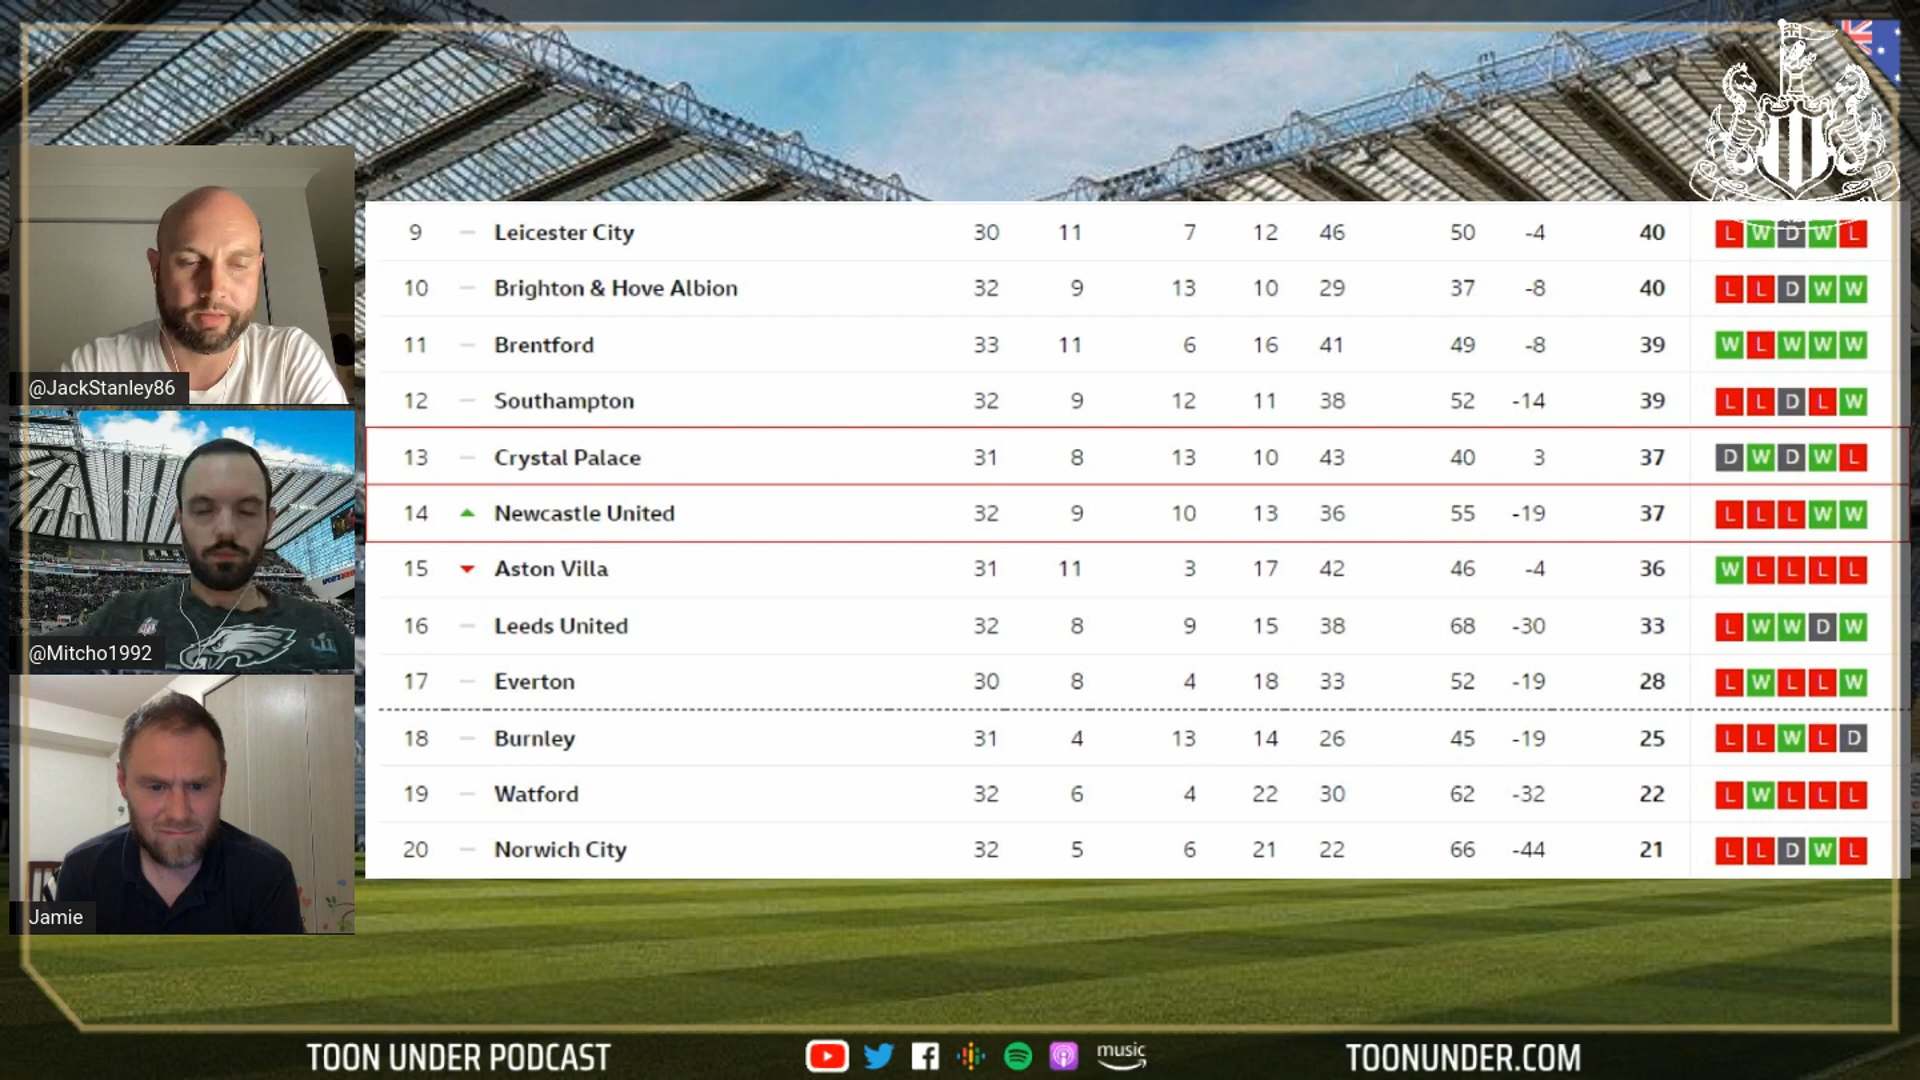 9 – Leicester City 30 11 7 12 46 50 -4 40 L W D W L
10 – Brighton & Hove Albion 32 9 13 10 29 37 -8 40 L L D W W
11 – Brentford 33 11 6 16 41 49 -8 39 W L W W W
12 – Southampton 32 9 12 11 38 52 -14 39 L L D L W
13 – Crystal Palace 31 8 13 10 43 40 3 37 D W D W L
14 Newcastle United 32 9 10 13 36 55 -19 37 L L L W W
15 Aston Villa 31 11 3 17 42 46 -4 36 W L L L L
16 – Leeds United 32 8 9 15 38 68 -30 33 L W W D W
17 – Everton 30 8 4 18 33 52 -19 28 L W L L W
18 – Burnley 31 4 13 14 26 45 -19 25 L L W L D
19 – Watford 32 6 4 22 30 62 -32 22 L W L L L
20 – Norwich City 32 5 6 21 22 66 -44 21 L L D W L
@JackStanley86
@Mitcho1992
Jamie
TOON UNDER PODCAST
music
TOONUNDER.COM